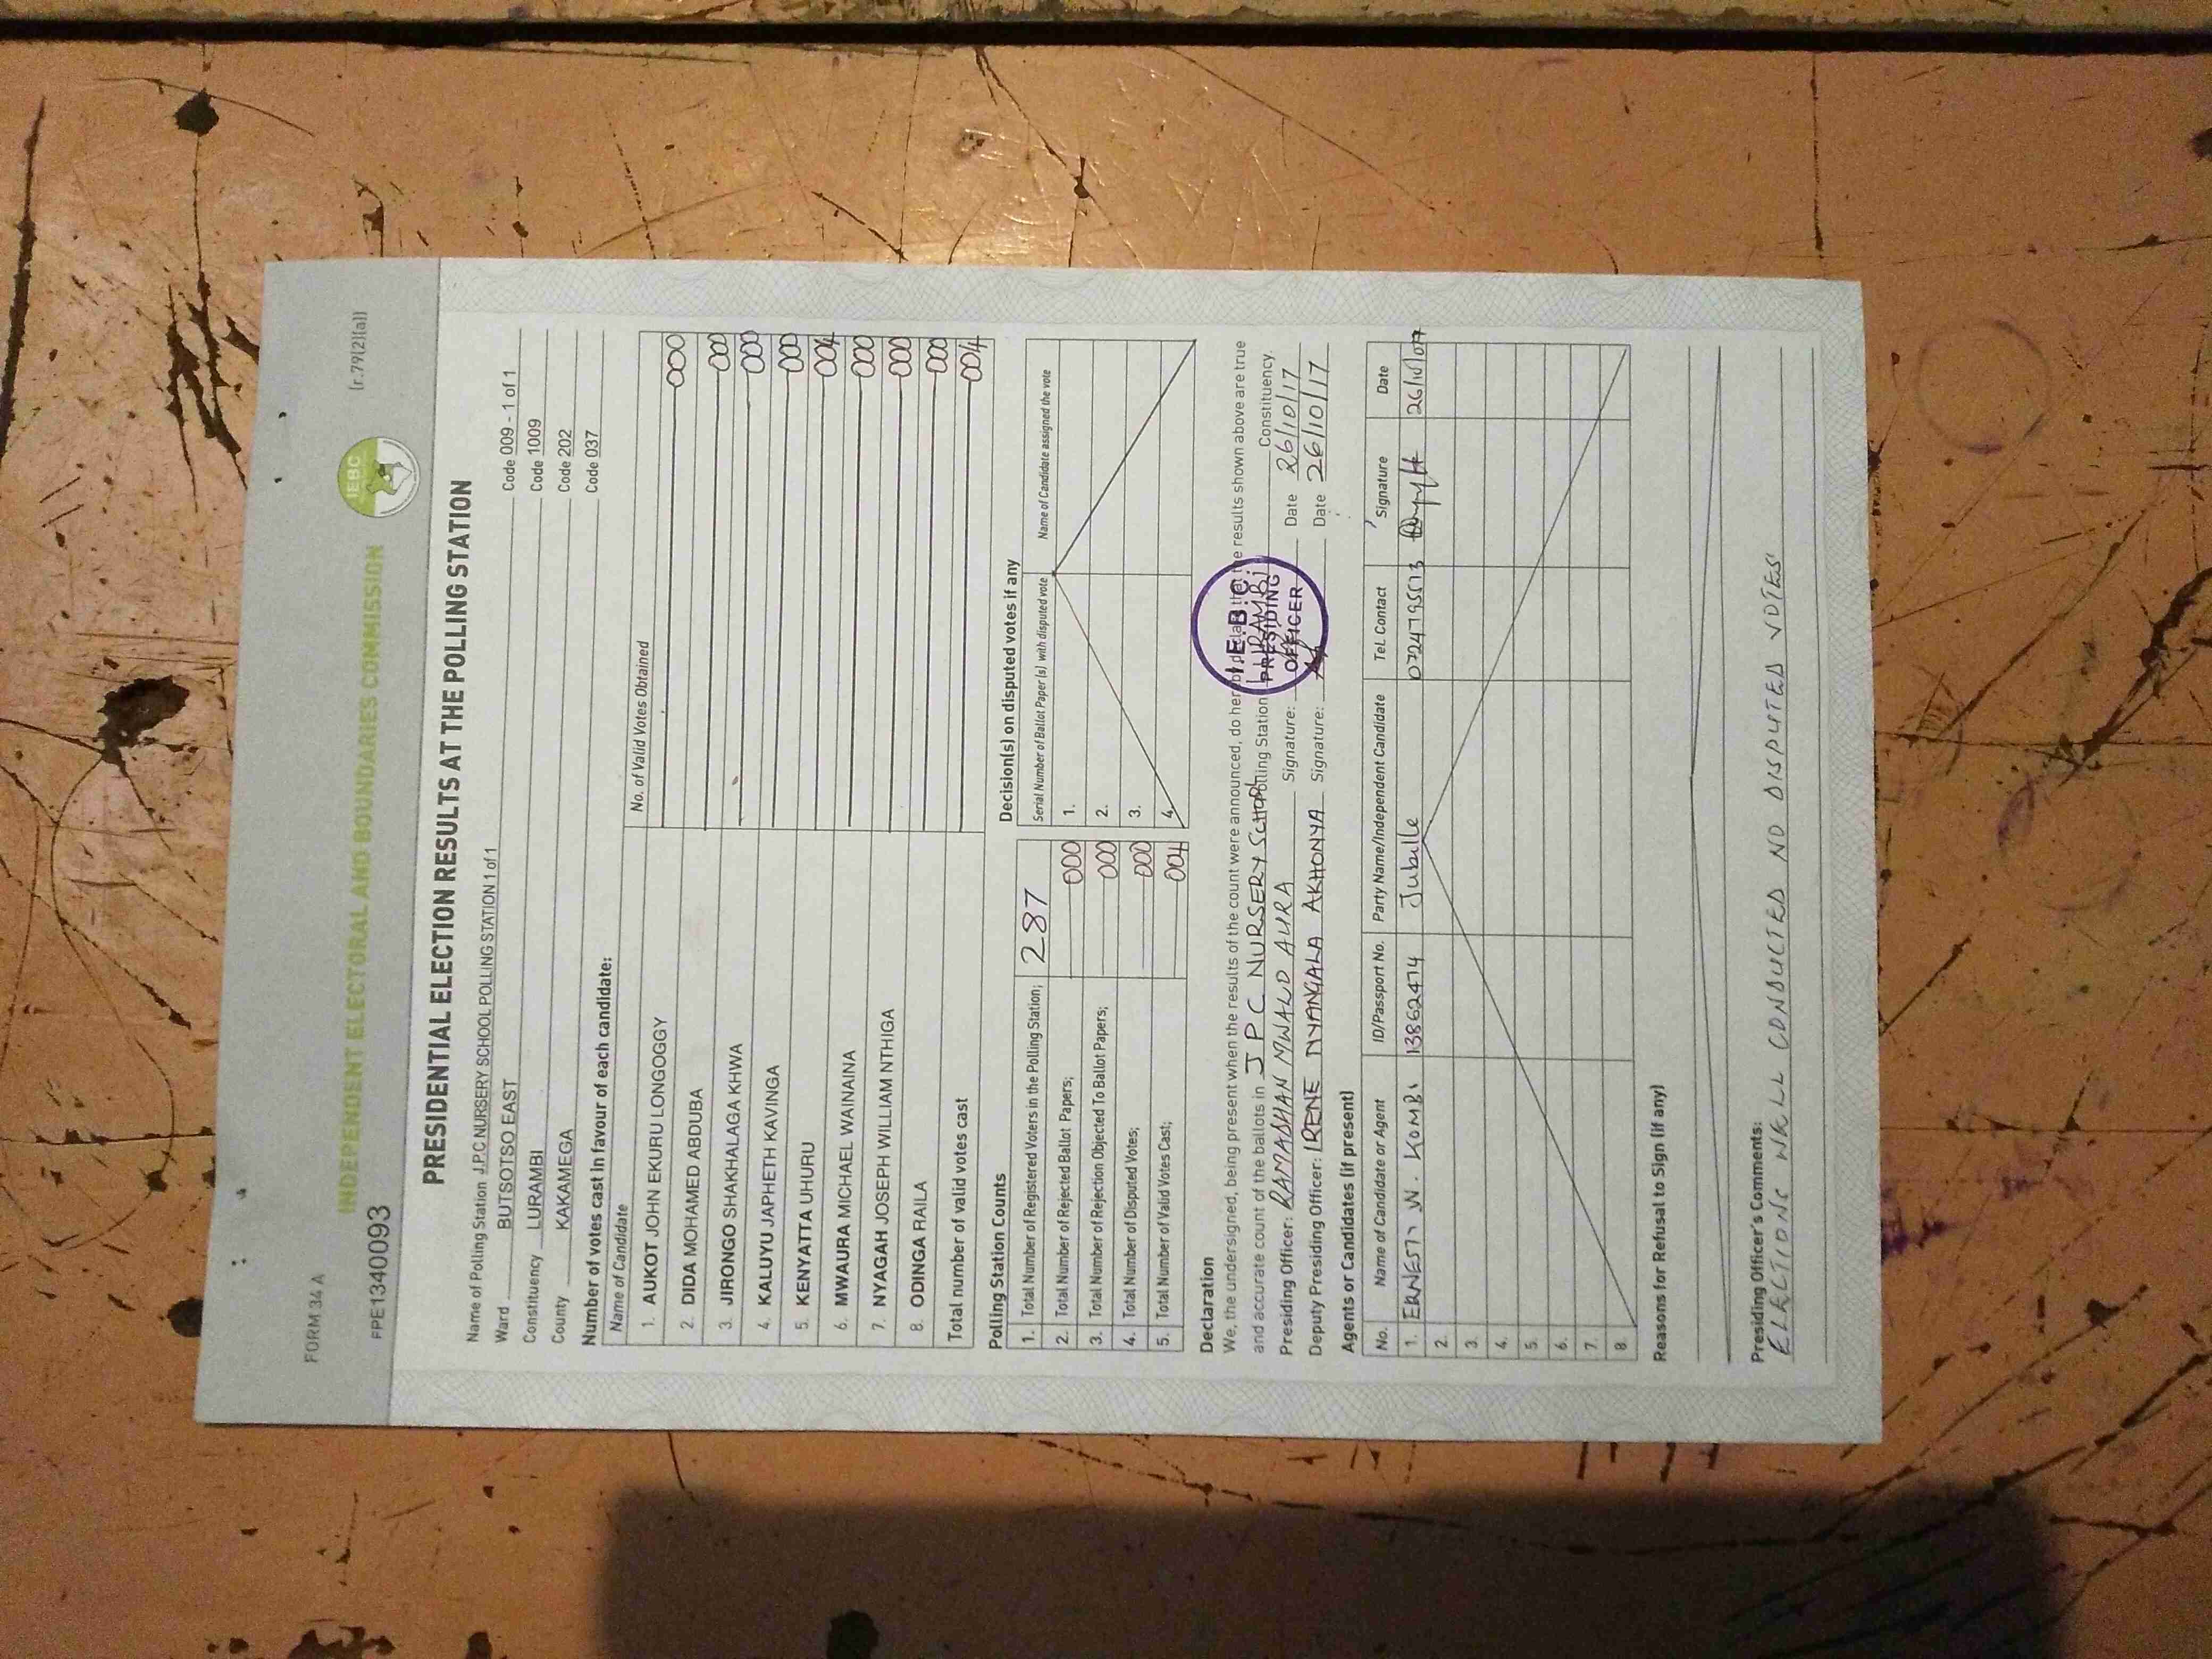 FORM 34 A
(r.79(2)(a))
INDEPENDENT ELECTORAL AND BOUNDARIES COMMISSION
IEBC
PPE1340093
PRESIDENTIAL ELECTION RESULTS AT THE POLLING STATION
Name of Polling Station J.P.C NURSERY SCHOOL POLLING STATION 1 of 1 Code 009 - 1 of 1
Ward BUTSOTSO EAST Code 1009
Constituency LURAMBI Code 202
County KAKAMEGA Code 037
Number of votes cast in favour of each candidate:
Name of Candidate No. of Valid Votes Obtained
1. AUKOT JOHN EKURU LONGOGGY 000
2. DIDA MOHAMED ABDUBA 000
3. JIRONGO SHAKHALAGA KHWA 000
4. KALUYU JAPHETH KAVINGA 000
5. KENYATTA UHURU 004
6. MWAURA MICHAEL WAINAINA 000
7. NYAGAH JOSEPH WILLIAM NTHIGA 000
8. ODINGA RAILA 000
Total number of valid votes cast 004
Polling Station Counts
1. Total Number of Registered Voters in the Polling Station; 287
2. Total Number of Rejected Ballot Papers; 000
3. Total Number of Rejection Objected To Ballot Papers; 000
4. Total Number of Disputed Votes; 000
5. Total Number of Valid Votes Cast; 004
Decision(s) on disputed votes if any
Serial Number of Ballot Paper (s) with disputed vote Name of Candidate assigned the vote
1.
2.
3.
4.
Declaration
We, the undersigned, being present when the results of the count were announced, do hereby declare that the results shown above are true
and accurate count of the ballots in J P C NURSERY SCHOOL Polling Station LURAMBI Constituency.
Presiding Officer: RAMADHAN MWALO AURA Signature: Date 26/10/17
Deputy Presiding Officer: IRENE NYANGALA AKHONYA Signature: Date 26/10/17
I.E.B.C.
PRESIDING
OFFICER
Agents or Candidates (if present)
No. Name of Candidate or Agent ID/Passport No. Party Name/Independent Candidate Tel. Contact Signature Date
1. ERNEST W. KOMBI 13862474 Jubille 0724795513 26/10/017
2.
3.
4.
5.
6.
7.
8.
Reasons for Refusal to Sign (if any)
Presiding Officer's Comments:
ELECTIONS WELL CONDUCTED NO DISPUTED VOTES